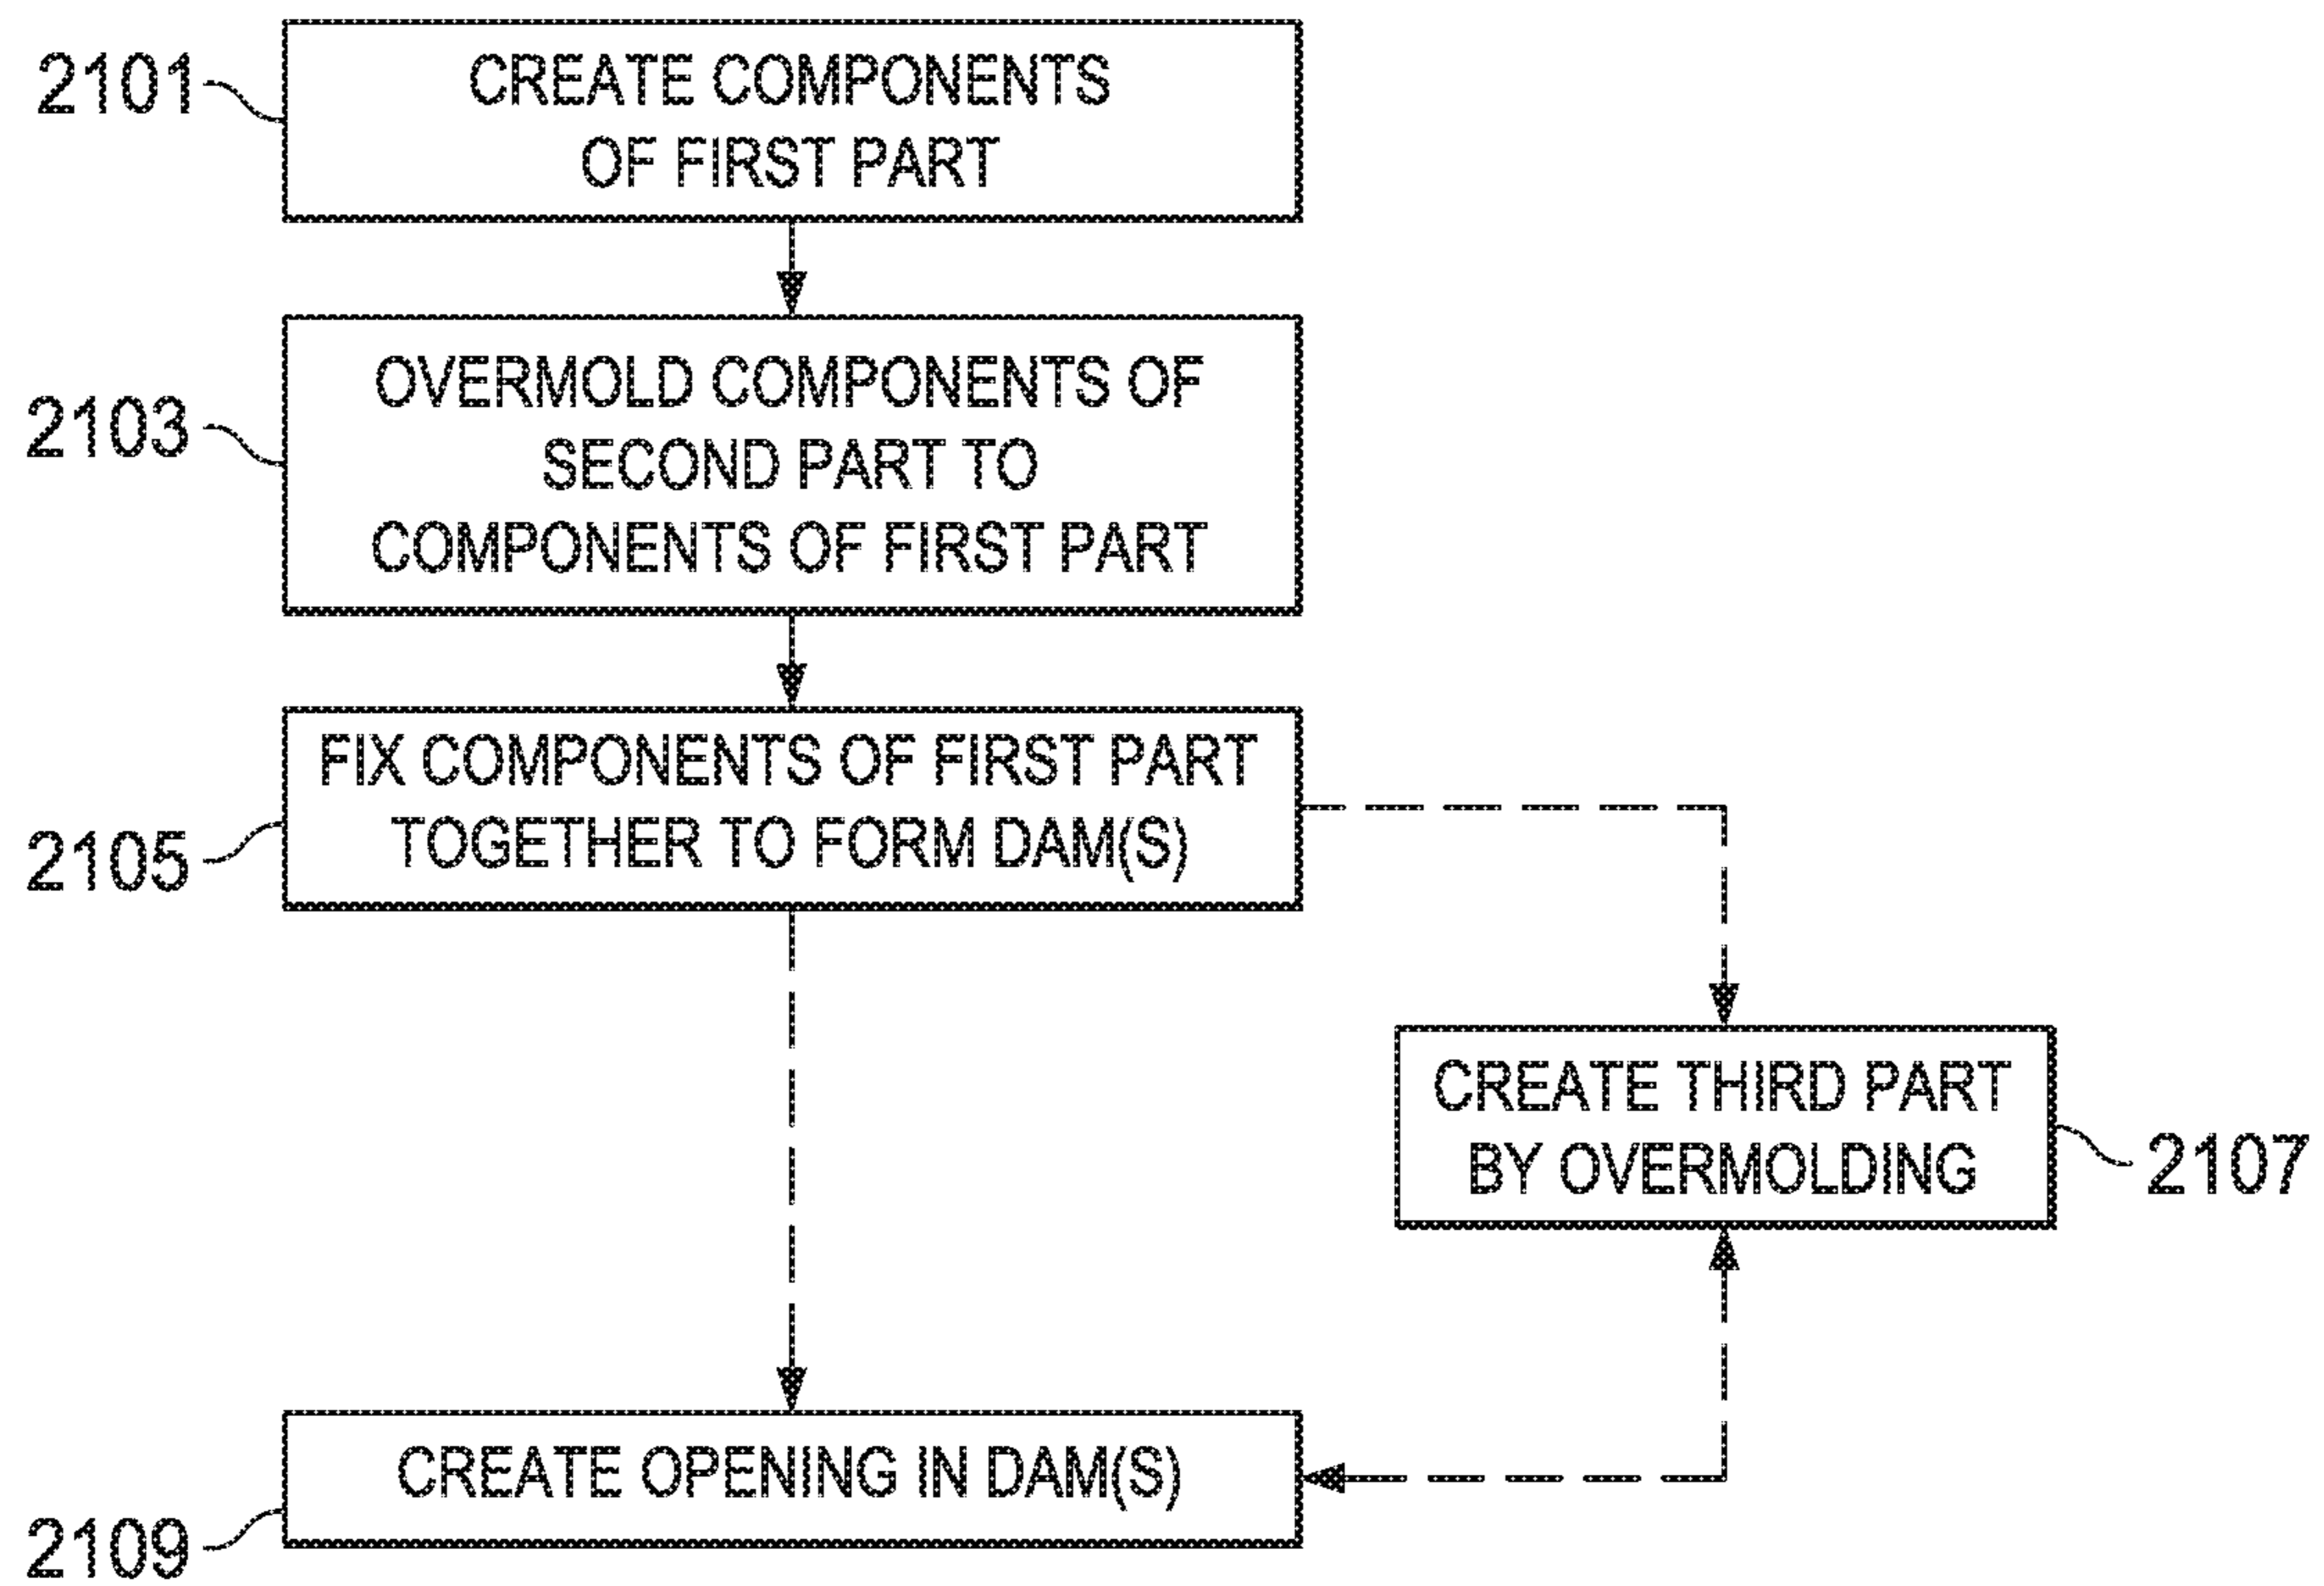 2101
CREATE COMPONENTS
OF FIRST PART
2103
OVERMOLD COMPONENTS OF
SECOND PART TO
COMPONENTS OF FIRST PART
2105
FIX COMPONENTS OF FIRST PART
TOGETHER TO FORM DAM(S)
CREATE THIRD PART
BY OVERMOLDING
2107
CREATE OPENING IN DAM(S)
2109